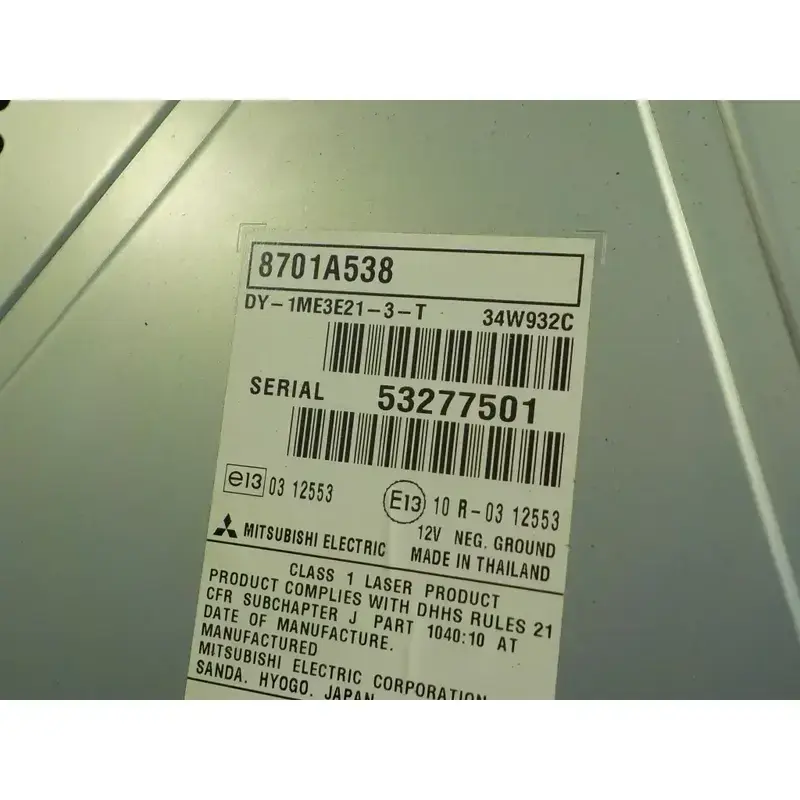 8701A538
DY-1ME3E21-3-T 34W932C
SERIAL 53277501
e13 03 12553 E13 10 R-03 12553
MITSUBISHI ELECTRIC 12V NEG. GROUND
MADE IN THAILAND
CLASS 1 LASER PRODUCT
PRODUCT COMPLIES WITH DHHS RULES 21
CFR SUBCHAPTER J PART 1040:10 AT
DATE OF MANUFACTURE.
MANUFACTURED
MITSUBISHI ELECTRIC CORPORATION
SANDA. HYOGO. JAPAN